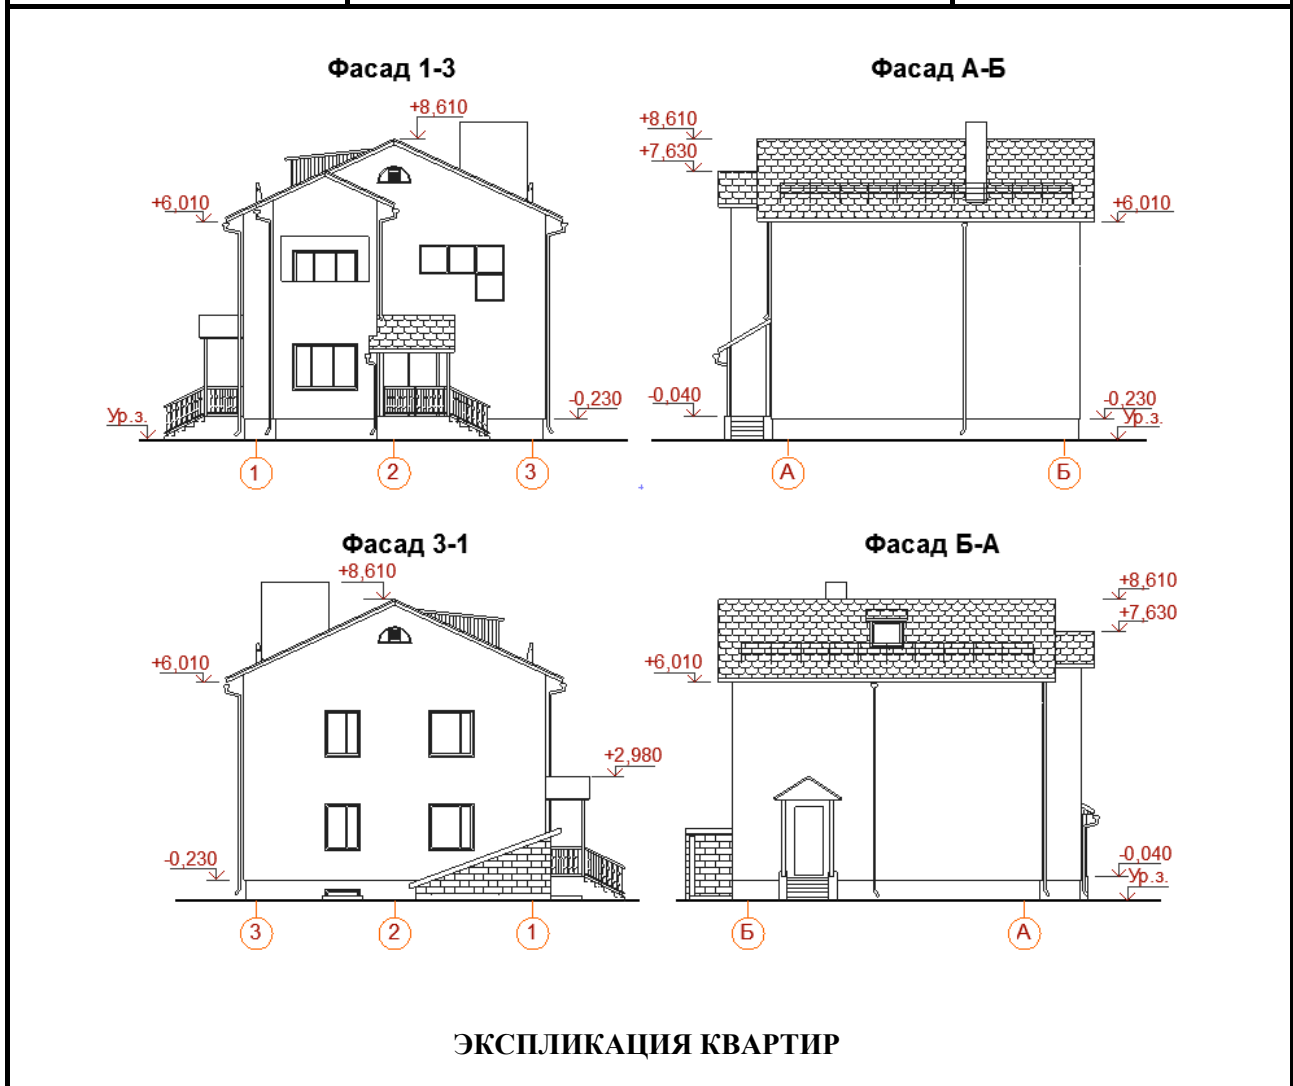 Фасад 1-3
+8,610
+6,010
-0,230
Ур.з.
1
2
3
Фасад А-Б
+8,610
+7,630
+6,010
-0,040
-0,230
Ур.з.
А
Б
Фасад 3-1
+8,610
+6,010
+2,980
-0,230
3
2
1
Фасад Б-А
+8,610
+7,630
+6,010
-0,040
Ур.з.
Б
А
ЭКСПЛИКАЦИЯ КВАРТИР